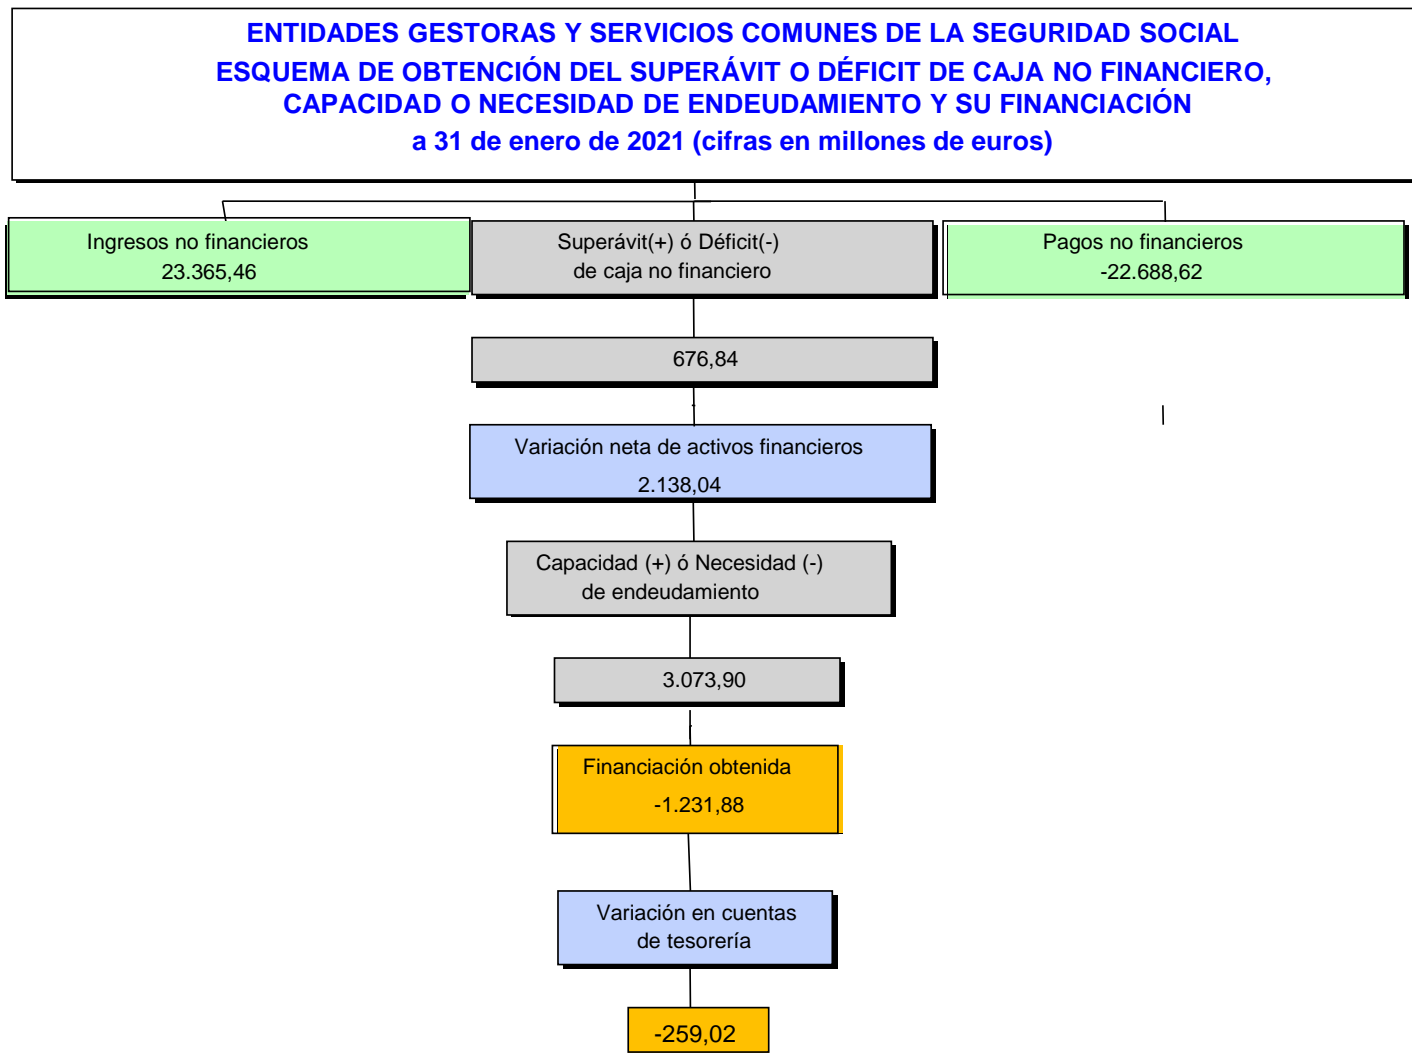 ENTIDADES GESTORAS Y SERVICIOS COMUNES DE LA SEGURIDAD SOCIAL
ESQUEMA DE OBTENCIÓN DEL SUPERÁVIT O DÉFICIT DE CAJA NO FINANCIERO,
CAPACIDAD O NECESIDAD DE ENDEUDAMIENTO Y SU FINANCIACIÓN
a 31 de enero de 2021 (cifras en millones de euros)
Ingresos no financieros
23.365,46
Superávit(+) ó Déficit(-)
de caja no financiero
Pagos no financieros
-22.688,62
676,84
Variación neta de activos financieros
2.138,04
Capacidad (+) ó Necesidad (-)
de endeudamiento
3.073,90
Financiación obtenida
-1.231,88
Variación en cuentas
de tesorería
-259,02